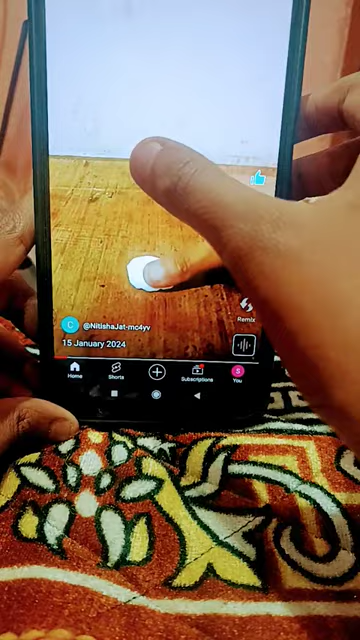 Remix
C @NitishaJat-mc4yv
15 January 2024
Home
Shorts
Subscriptions
S
You